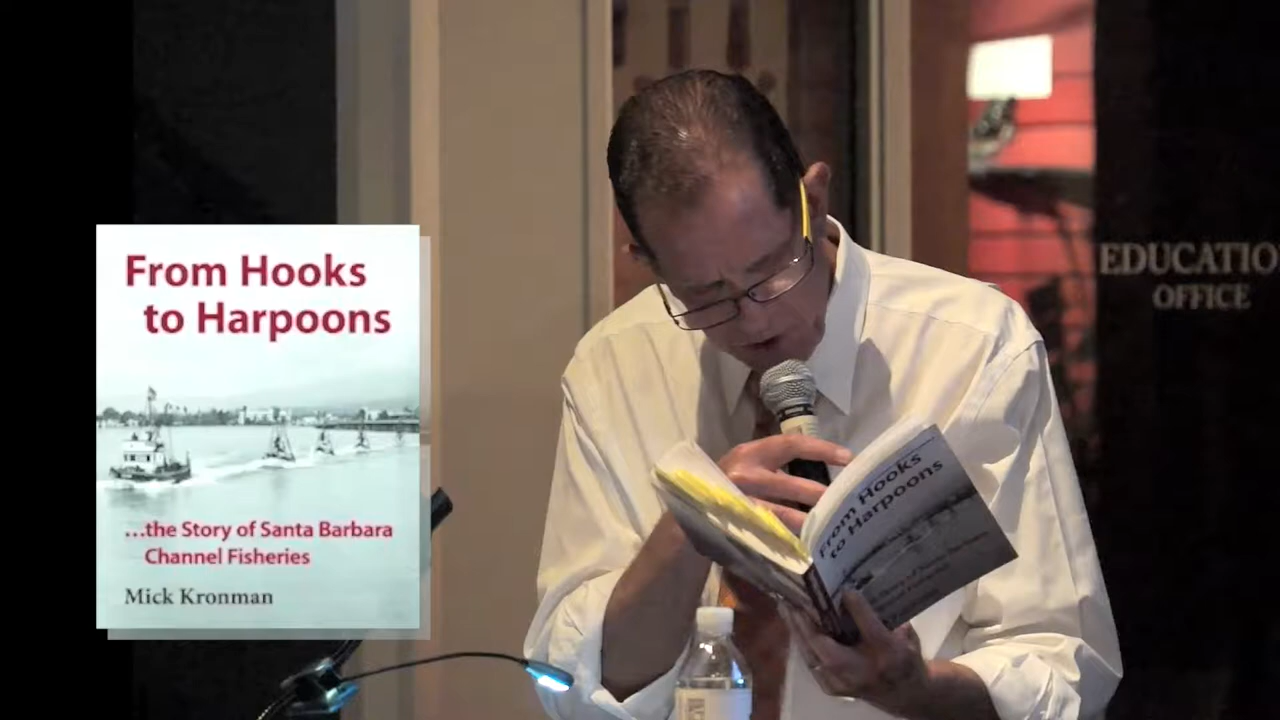 From Hooks
to Harpoons
...the Story of Santa Barbara
Channel Fisheries
Mick Kronman
From Hooks
to Harpoons
EDUCATIO
OFFICE